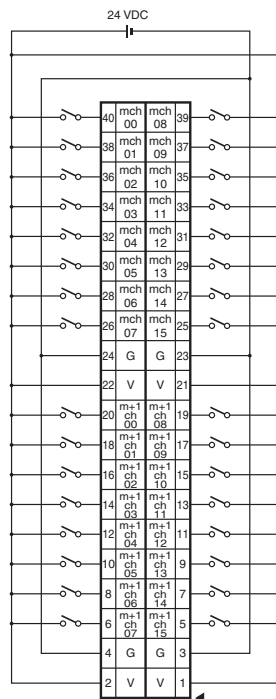 24 VDC
40 mch 00 mch 08 39
38 mch 01 mch 09 37
36 mch 02 mch 10 35
34 mch 03 mch 11 33
32 mch 04 mch 12 31
30 mch 05 mch 13 29
28 mch 06 mch 14 27
26 mch 07 mch 15 25
24 G G 23
22 V V 21
20 m+1 ch 00 m+1 ch 08 19
18 m+1 ch 01 m+1 ch 09 17
16 m+1 ch 02 m+1 ch 10 15
14 m+1 ch 03 m+1 ch 11 13
12 m+1 ch 04 m+1 ch 12 11
10 m+1 ch 05 m+1 ch 13 9
8 m+1 ch 06 m+1 ch 14 7
6 m+1 ch 07 m+1 ch 15 5
4 G G 3
2 V V 1